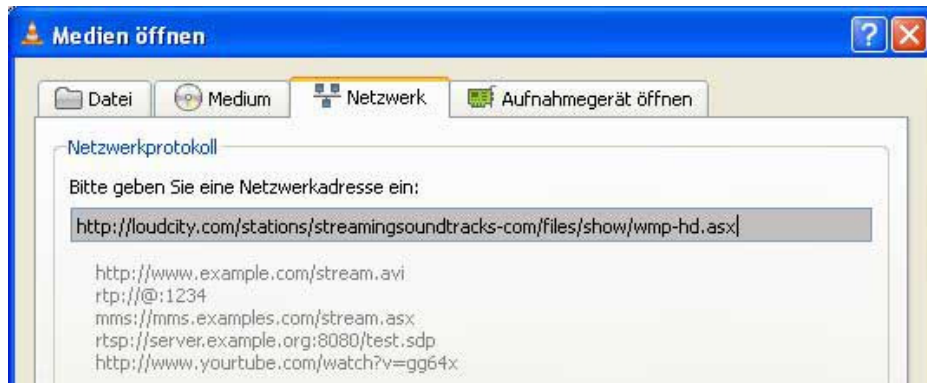 Medien öffnen
Datei Medium Netzwerk Aufnahmegerät öffnen
Netzwerkprotokoll
Bitte geben Sie eine Netzwerkadresse ein:
http://loudcity.com/stations/streamingsoundtracks-com/files/show/wmp-hd.asx
http://www.example.com/stream.avi
rtp://@:1234
mms://mms.examples.com/stream.asx
rtsp://server.example.org:8080/test.sdp
http://www.yourtube.com/watch?v=gg64x